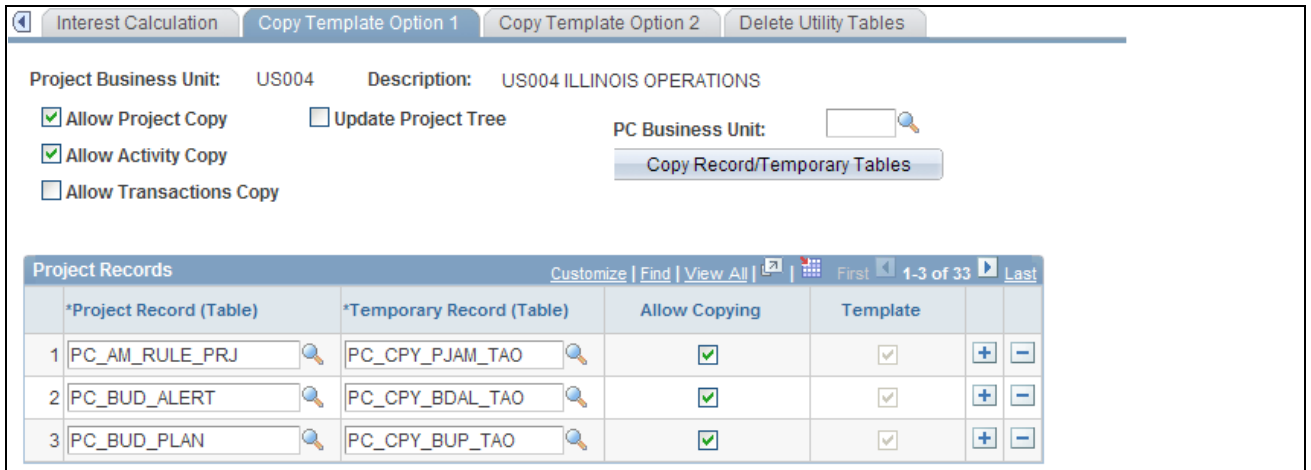 Interest Calculation Copy Template Option 1 Copy Template Option 2 Delete Utility Tables
Project Business Unit: US004 Description: US004 ILLINOIS OPERATIONS
Allow Project Copy Update Project Tree PC Business Unit:
Allow Activity Copy Copy Record/Temporary Tables
Allow Transactions Copy
Project Records Customize | Find | View All | | First 1-3 of 33 Last
*Project Record (Table) *Temporary Record (Table) Allow Copying Template
1 PC_AM_RULE_PRJ PC_CPY_PJAM_TAO
2 PC_BUD_ALERT PC_CPY_BDAL_TAO
3 PC_BUD_PLAN PC_CPY_BUP_TAO